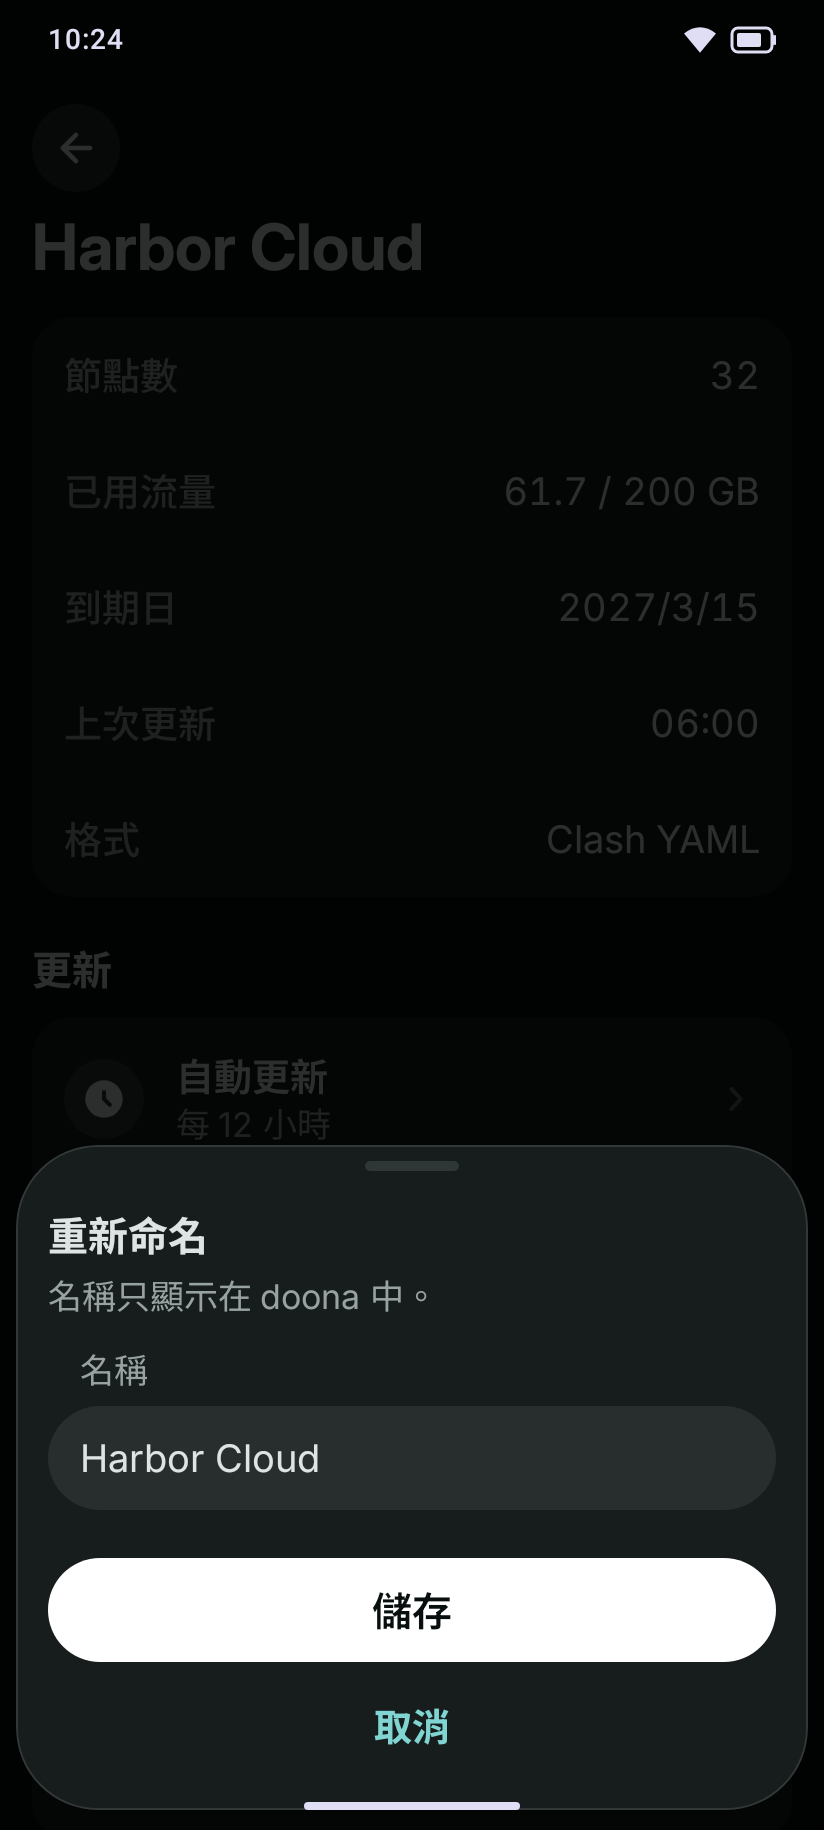 10:24
Harbor Cloud
節點數 32
已用流量 61.7 / 200 GB
到期日 2027/3/15
上次更新 06:00
格式 Clash YAML
更新
自動更新
每 12 小時
重新命名
名稱只顯示在 doona 中。
名稱
Harbor Cloud
儲存
取消